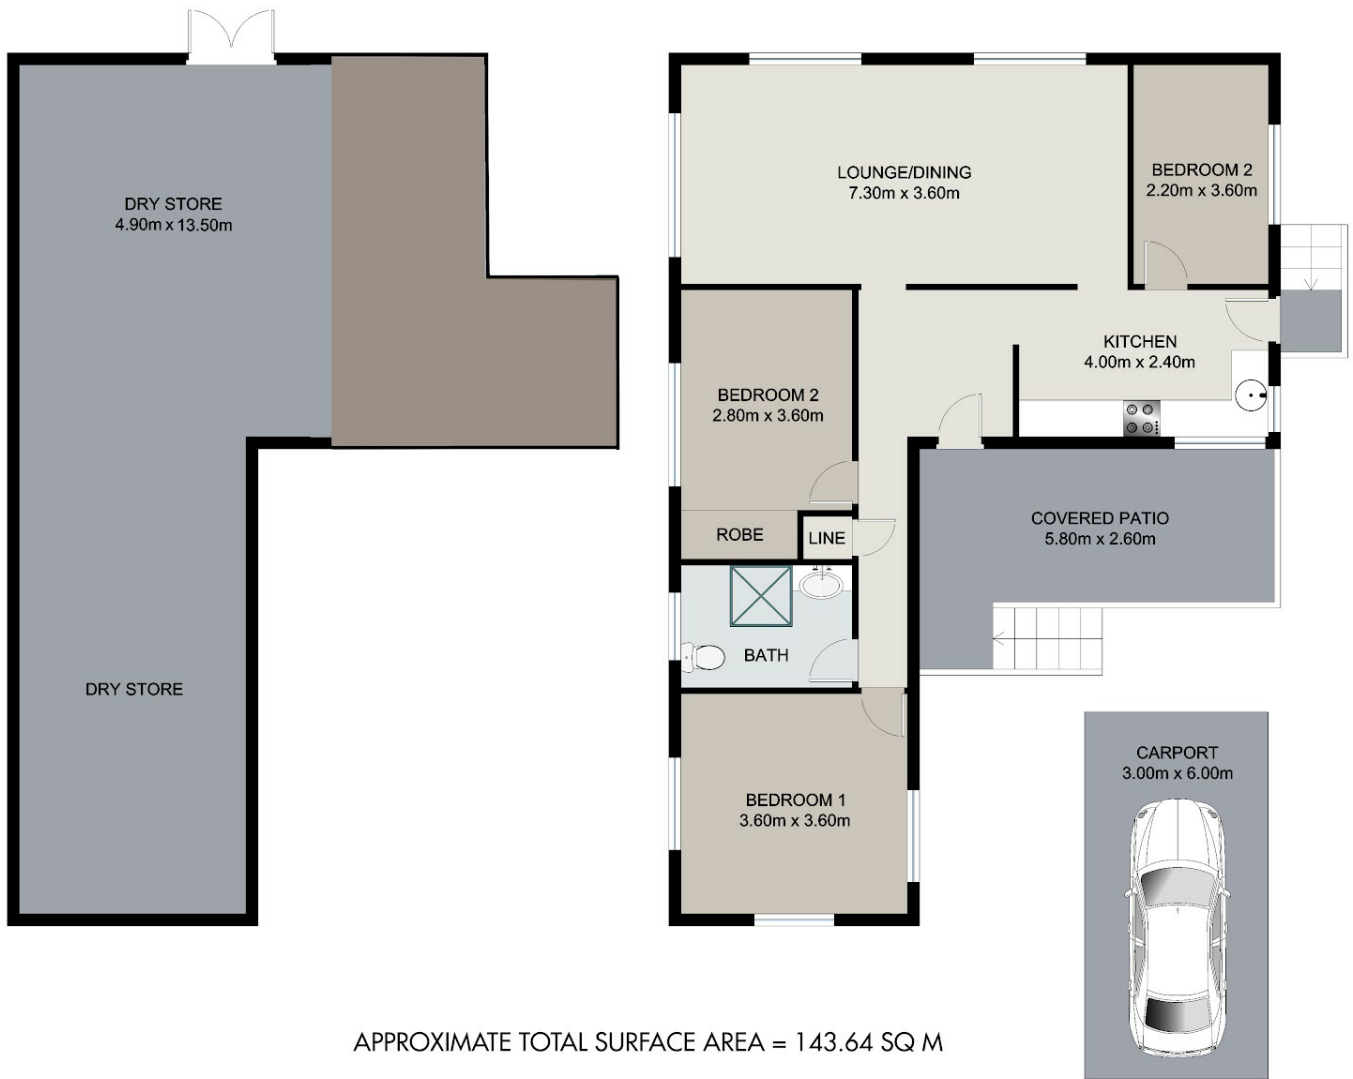 DRY STORE
4.90m x 13.50m
DRY STORE
LOUNGE/DINING
7.30m x 3.60m
BEDROOM 2
2.20m x 3.60m
KITCHEN
4.00m x 2.40m
BEDROOM 2
2.80m x 3.60m
ROBE
LINE
COVERED PATIO
5.80m x 2.60m
BATH
BEDROOM 1
3.60m x 3.60m
CARPORT
3.00m x 6.00m
APPROXIMATE TOTAL SURFACE AREA = 143.64 SQ M